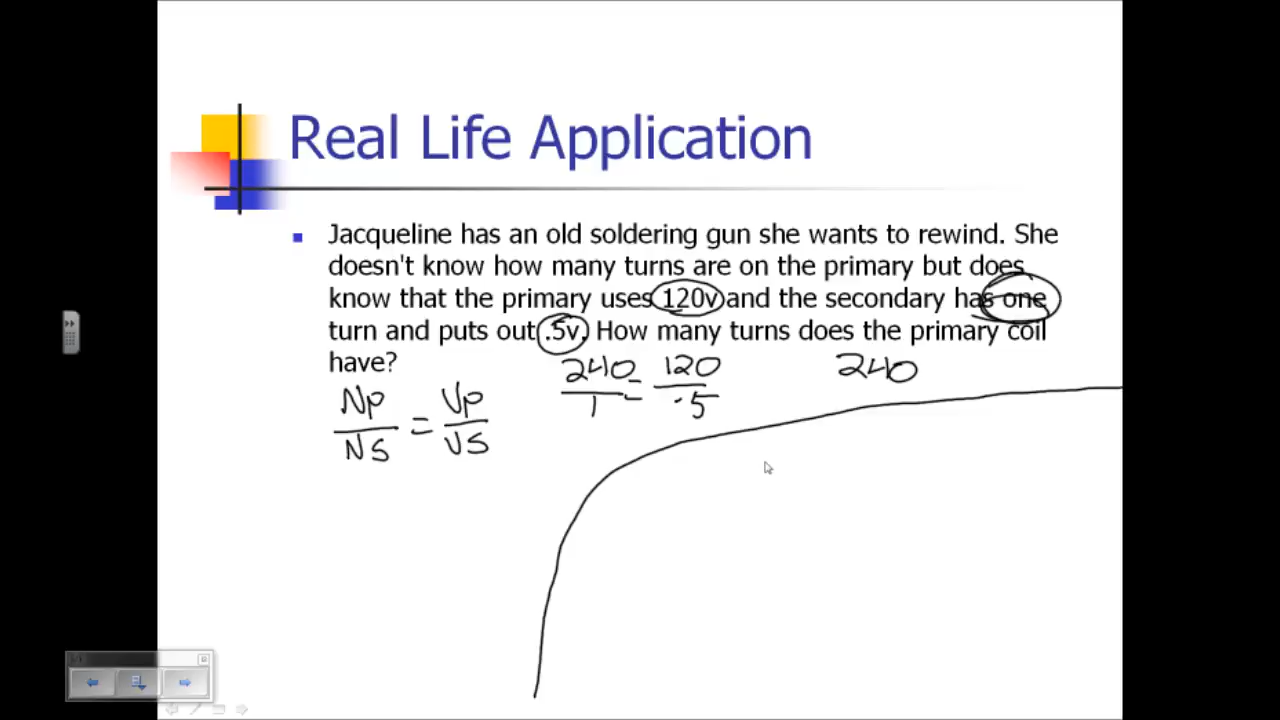 Real Life Application
Jacqueline has an old soldering gun she wants to rewind. She
doesn't know how many turns are on the primary but does
know that the primary uses 120v and the secondary has one
turn and puts out .5v. How many turns does the primary coil
have?
240/1 = 120/.5
240
Np/Ns = Vp/Vs